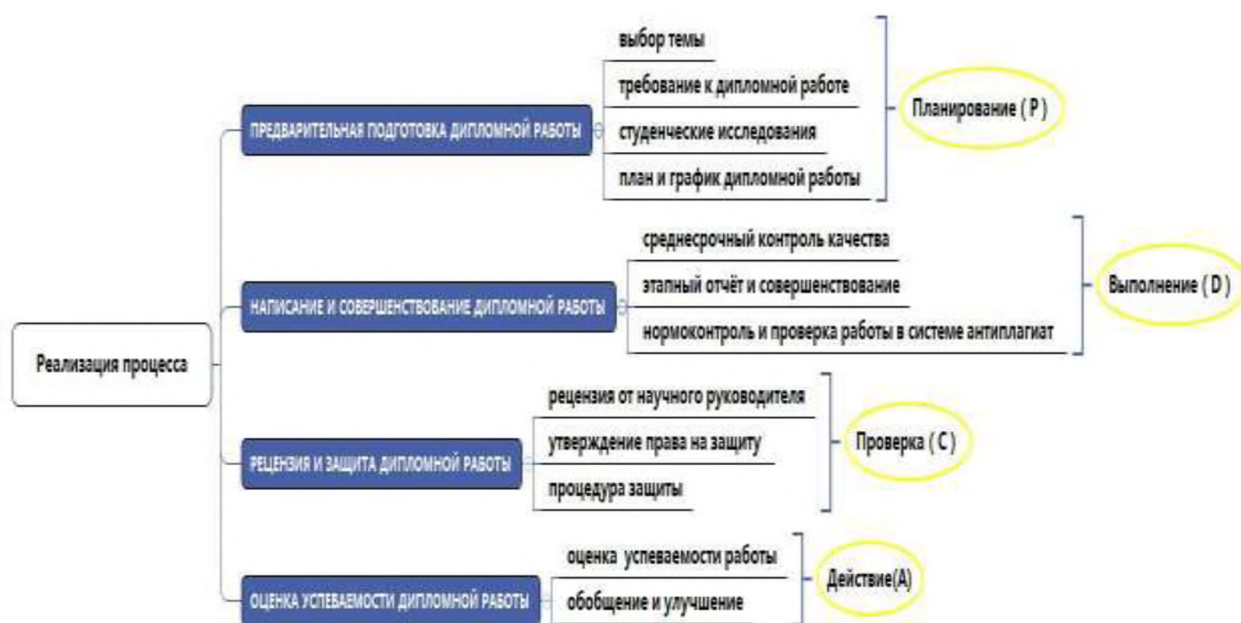 Реализация процесса
ПРЕДВАРИТЕЛЬНАЯ ПОДГОТОВКА ДИПЛОМНОЙ РАБОТЫ
выбор темы
требование к дипломной работе
студенческие исследования
план и график дипломной работы
Планирование ( P )
НАПИСАНИЕ И СОВЕРШЕНСТВОВАНИЕ ДИПЛОМНОЙ РАБОТЫ
среднесрочный контроль качества
этапный отчёт и совершенствование
нормоконтроль и проверка работы в системе антиплагиат
Выполнение ( D )
РЕЦЕНЗИЯ И ЗАЩИТА ДИПЛОМНОЙ РАБОТЫ
рецензия от научного руководителя
утверждение права на защиту
процедура защиты
Проверка ( C )
ОЦЕНКА УСПЕВАЕМОСТИ ДИПЛОМНОЙ РАБОТЫ
оценка успеваемости работы
обобщение и улучшение
Действие(A)